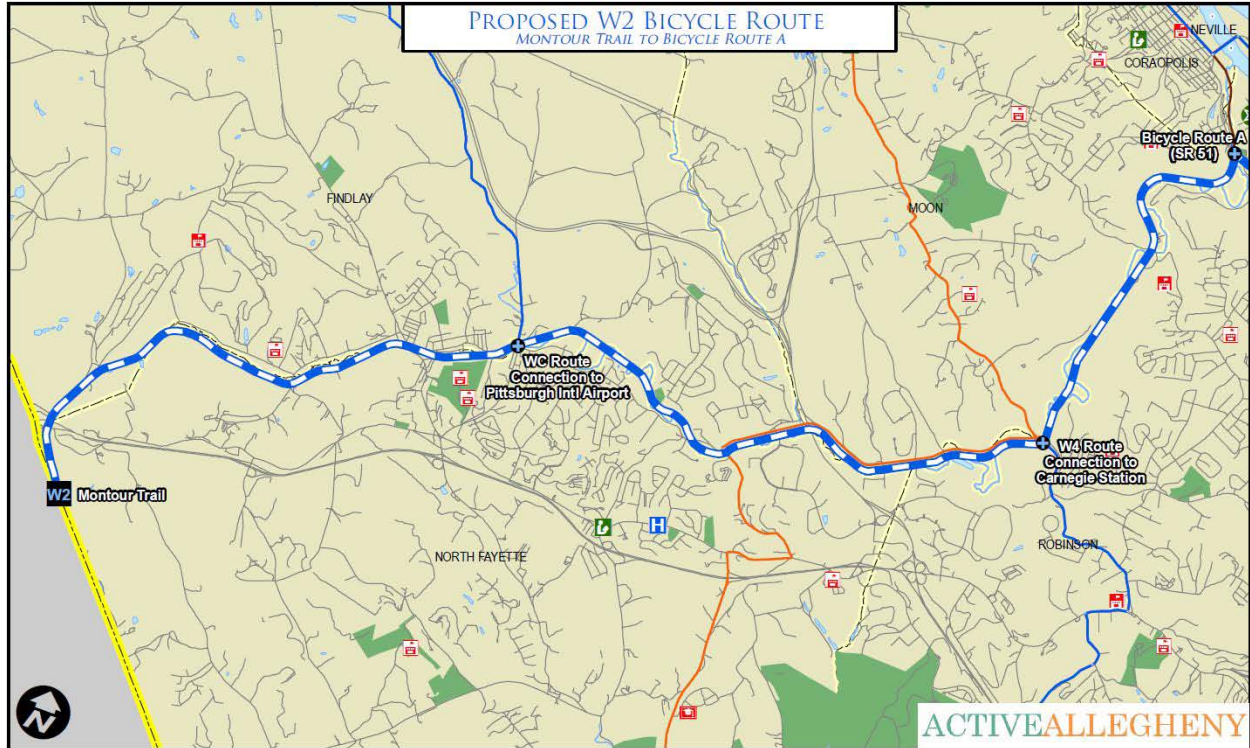 PROPOSED W2 BICYCLE ROUTE
MONTOUR TRAIL TO BICYCLE ROUTE A
NEVILLE
CORAOPOLIS
Bicycle Route A
(SR 51)
FINDLAY
MOON
WC Route
Connection to
Pittsburgh Intl Airport
W4 Route
Connection to
Carnegie Station
W2 Montour Trail
H
NORTH FAYETTE
ROBINSON
N
ACTIVEALLEGHENY